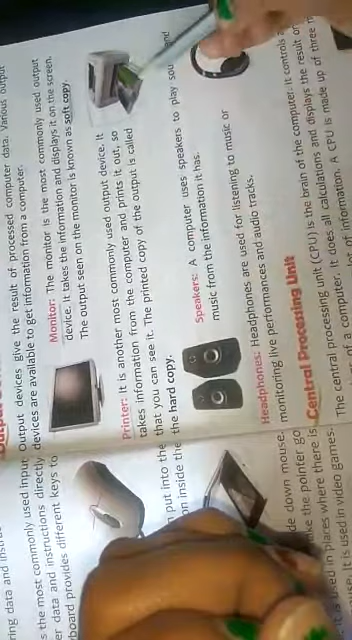 Output devices give the result of processed computer data. Various output
devices are available to get information from a computer.
Monitor: The monitor is the most commonly used output
device. It takes the information and displays it on the screen.
The output seen on the monitor is known as soft copy.
Printer: It is another most commonly used output device. It
takes information from the computer and prints it out, so
that you can see it. The printed copy of the output is called
the hard copy.
Speakers: A computer uses speakers to play sou and
music from the information it has.
Headphones: Headphones are used for listening to music or
monitoring live performances and audio tracks.
Central Processing Unit
The central processing unit (CPU) is the brain of the computer. It controls
of a computer. It does all calculations and displays the result or
of information. A CPU is made up of three
ring data and
s the most commonly used input
er data and instructions directly
board provides different keys to
put into the
on inside the
de down mouse.
ke the pointer go
is used in places where there is
use. It is used in video games.